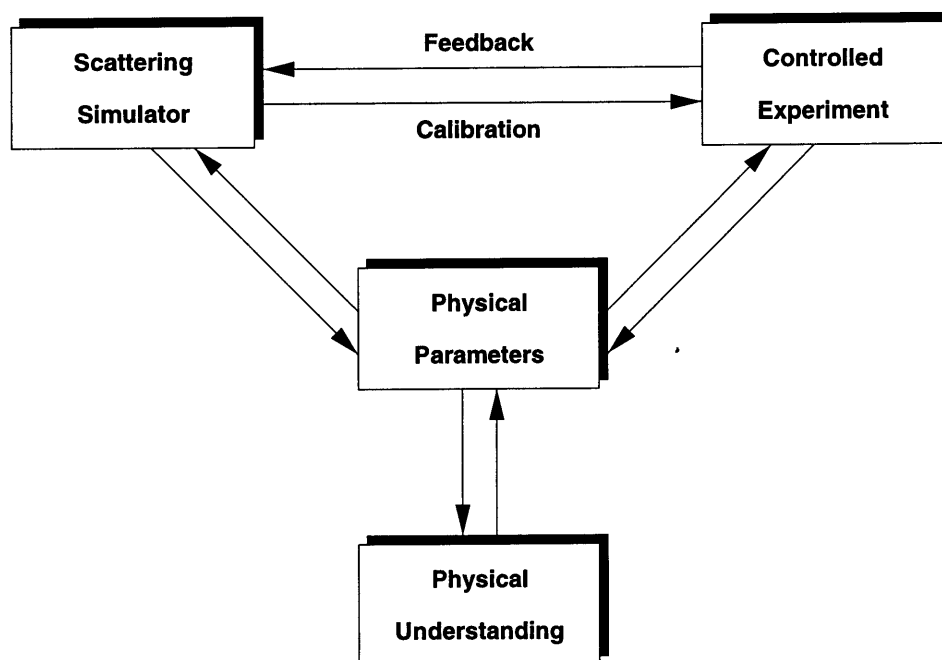 Scattering
Simulator
Feedback
Calibration
Controlled
Experiment
Physical
Parameters
Physical
Understanding